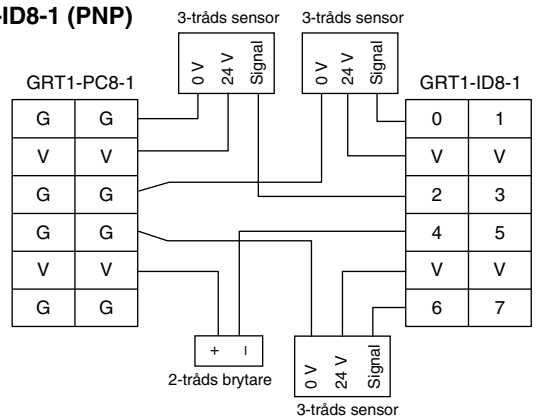 -ID8-1 (PNP)
3-tråds sensor 3-tråds sensor
0 V 24 V Signal 0 V 24 V Signal
GRT1-PC8-1 GRT1-ID8-1
G G 0 1
V V V V
G G 2 3
G G 4 5
V V V V
G G 6 7
+ –
2-tråds brytare
0 V 24 V Signal
3-tråds sensor